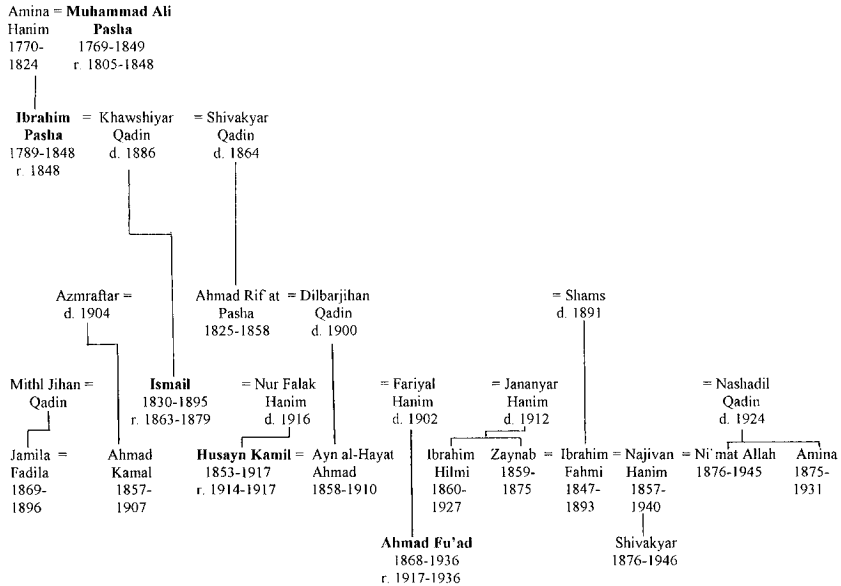 Amina = Muhammad Ali
Hanim Pasha
1770- 1769-1849
1824 r. 1805-1848
Ibrahim = Khawshiyar = Shivakyar
Pasha Qadin Qadin
1789-1848 d. 1886 d. 1864
r. 1848
Azmraftar = Ahmad Rif'at = Dilbarjihan = Shams
d. 1904 Pasha Qadin d. 1891
1825-1858 d. 1900
Mithl Jihan = Ismail = Nur Falak = Fariyal = Jananyar = Nashadil
Qadin 1830-1895 Hanim Hanim Hanim Qadin
r. 1863-1879 d. 1916 d. 1902 d. 1912 d. 1924
Jamila = Ahmad Husayn Kamil = Ayn al-Hayat Ibrahim Zaynab = Ibrahim = Najivan = Ni'mat Allah Amina
Fadila Kamal 1853-1917 Ahmad Hilmi 1859- Fahmi Hanim 1876-1945 1875-
1869- 1857- r. 1914-1917 1858-1910 1860- 1875 1847- 1857- 1931
1896 1907 1927 1893 1940
Ahmad Fu'ad Shivakyar
1868-1936 1876-1946
r. 1917-1936